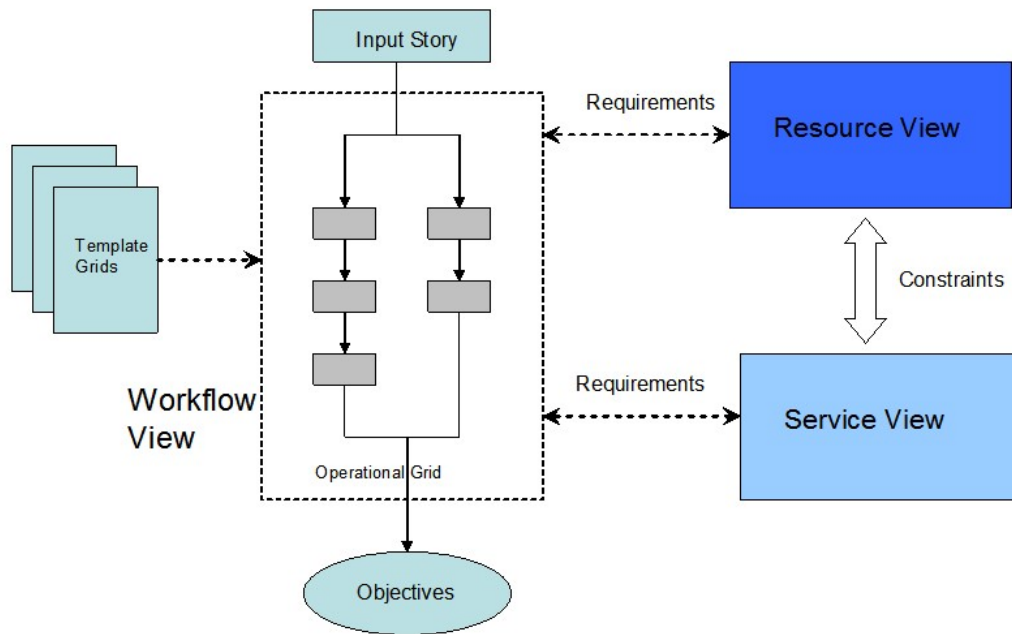 Input Story
Requirements
Resource View
Template
Grids
Constraints
Requirements
Workflow
View
Service View
Operational Grid
Objectives